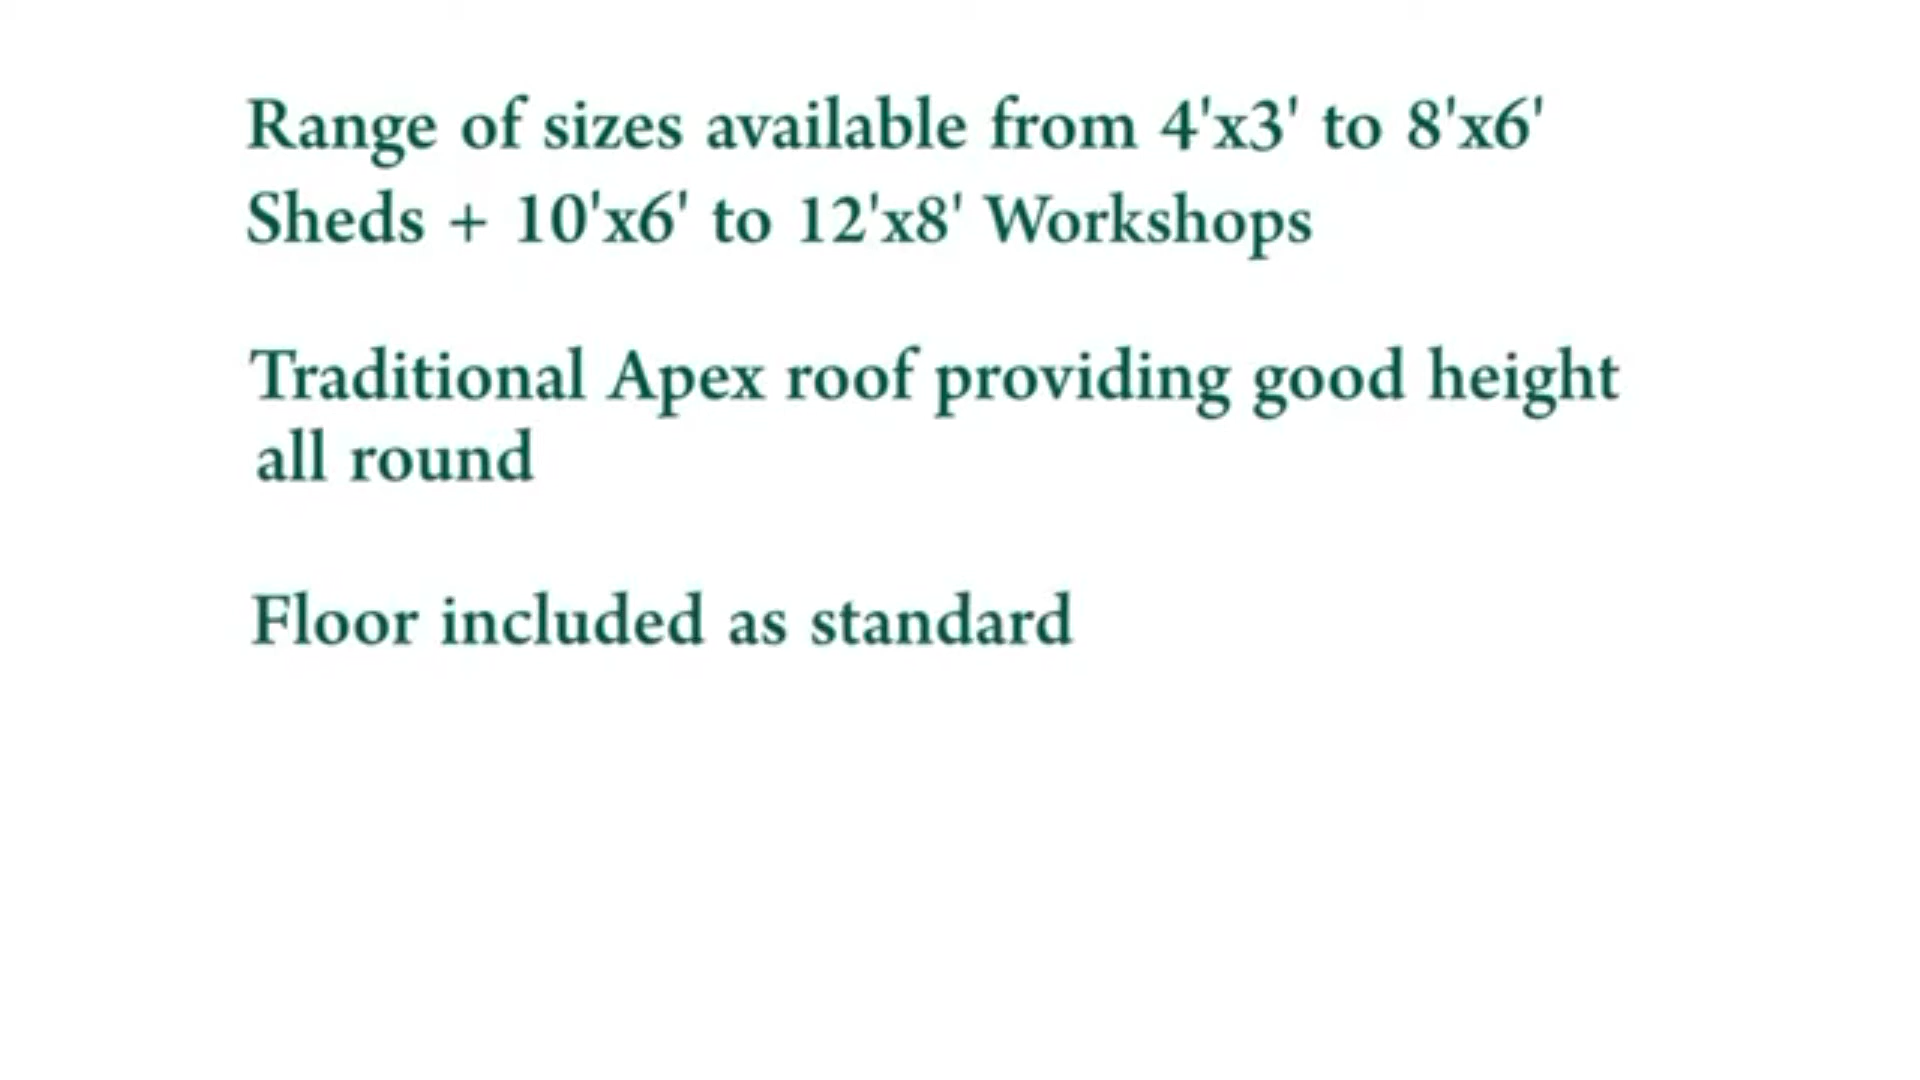 Range of sizes available from 4'x3' to 8'x6'
Sheds + 10'x6' to 12'x8' Workshops
Traditional Apex roof providing good height
all round
Floor included as standard